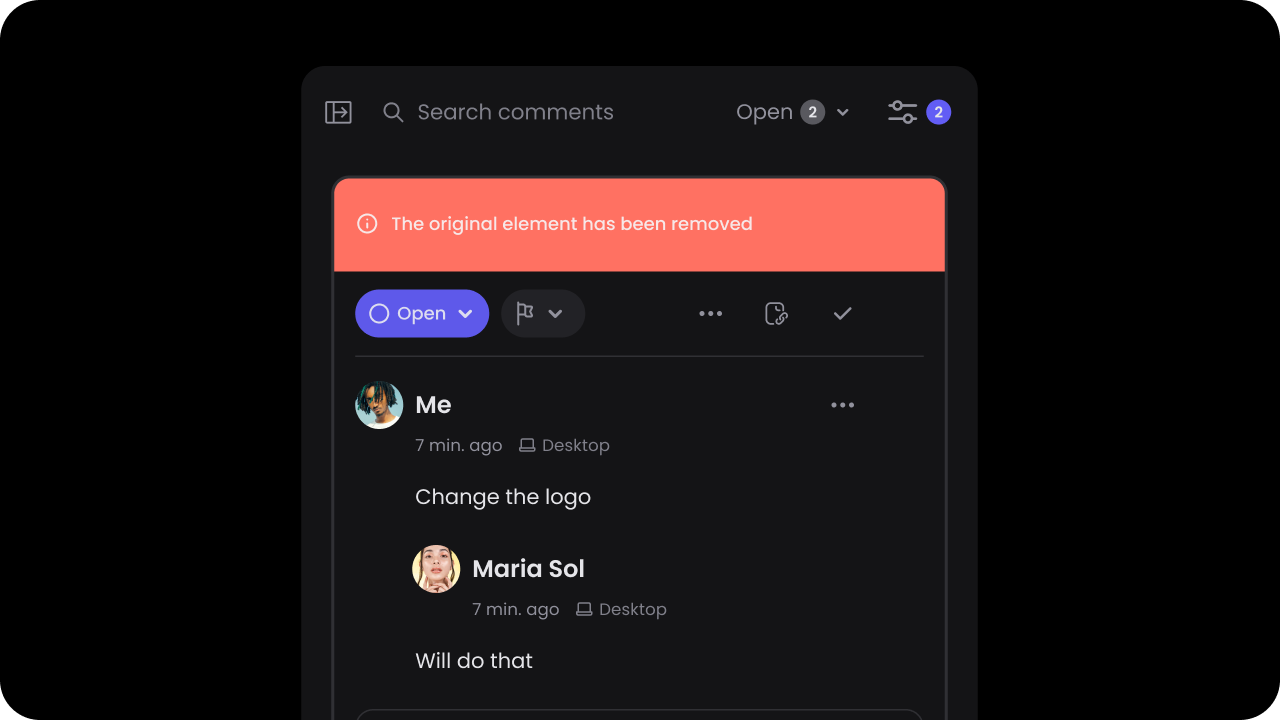 Search comments
Open 2
2
The original element has been removed
Open
Me
7 min. ago Desktop
Change the logo
Maria Sol
7 min. ago Desktop
Will do that